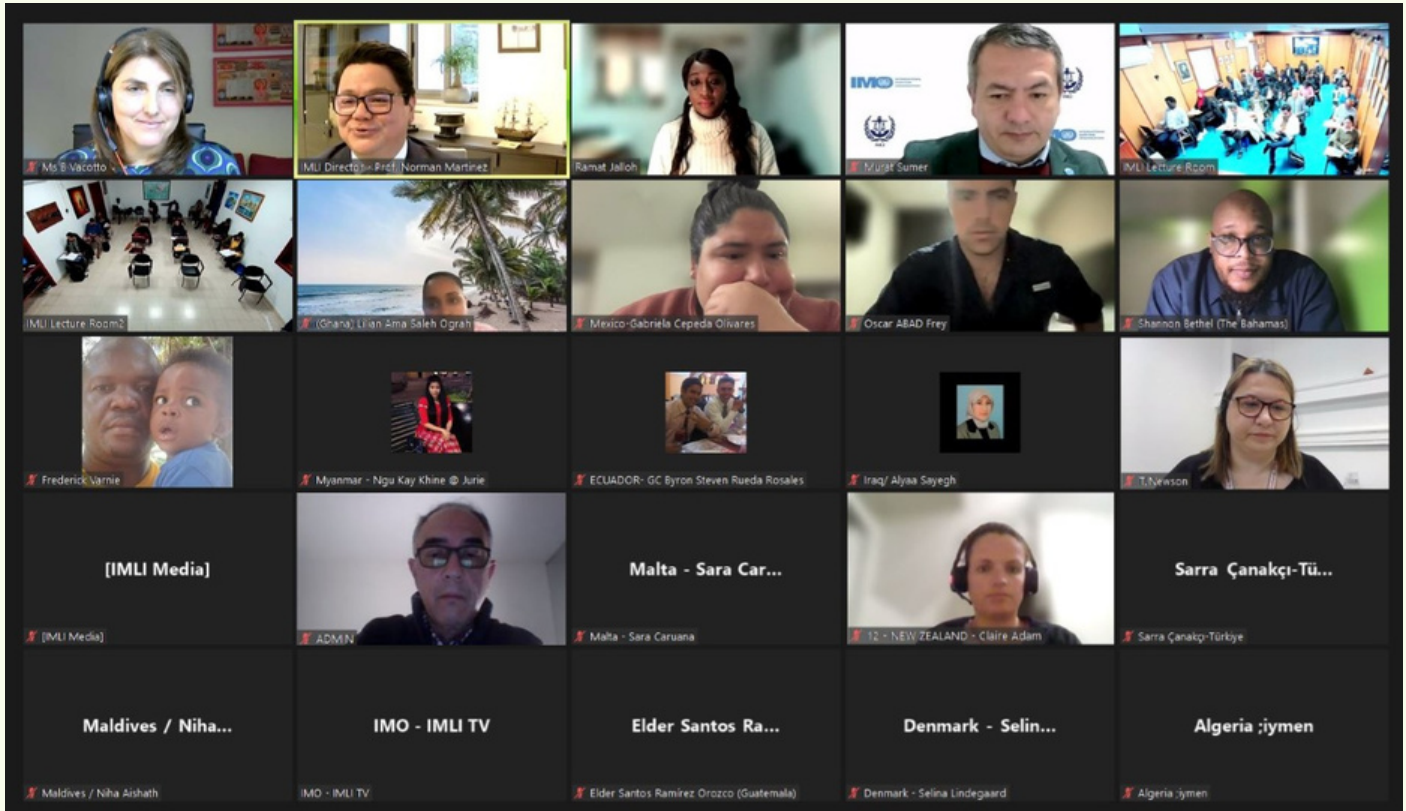 Ms B Vacotto
IMLI Director - Prof. Norman Martinez
Ramat Jalloh
IMO
Murat Sumer
IMLI Lecture Room
IMLI Lecture Room2
(Ghana) Lilian Ama Saleh Ograh
Mexico-Gabriela Cepeda Olivares
Oscar ABAD Frey
Shannon Bethel (The Bahamas)
Frederick Varnie
Myanmar - Ngu Kay Khine @ Jurie
ECUADOR- GC Byron Steven Rueda Rosales
Iraq/ Alyaa Sayegh
T.Newson
[IMLI Media]
Malta - Sara Car...
Sarra Çanakçı-Tü...
[IMLI Media]
ADMIN
Malta - Sara Caruana
12 - NEW ZEALAND - Claire Adam
Sarra Çanakçı-Türkiye
Maldives / Niha...
IMO - IMLI TV
Elder Santos Ra...
Denmark - Selin...
Algeria ;iymen
Maldives / Niha Aishath
IMO - IMLI TV
Elder Santos Ramírez Orozco (Guatemala)
Denmark - Selina Lindegaard
Algeria ;iymen